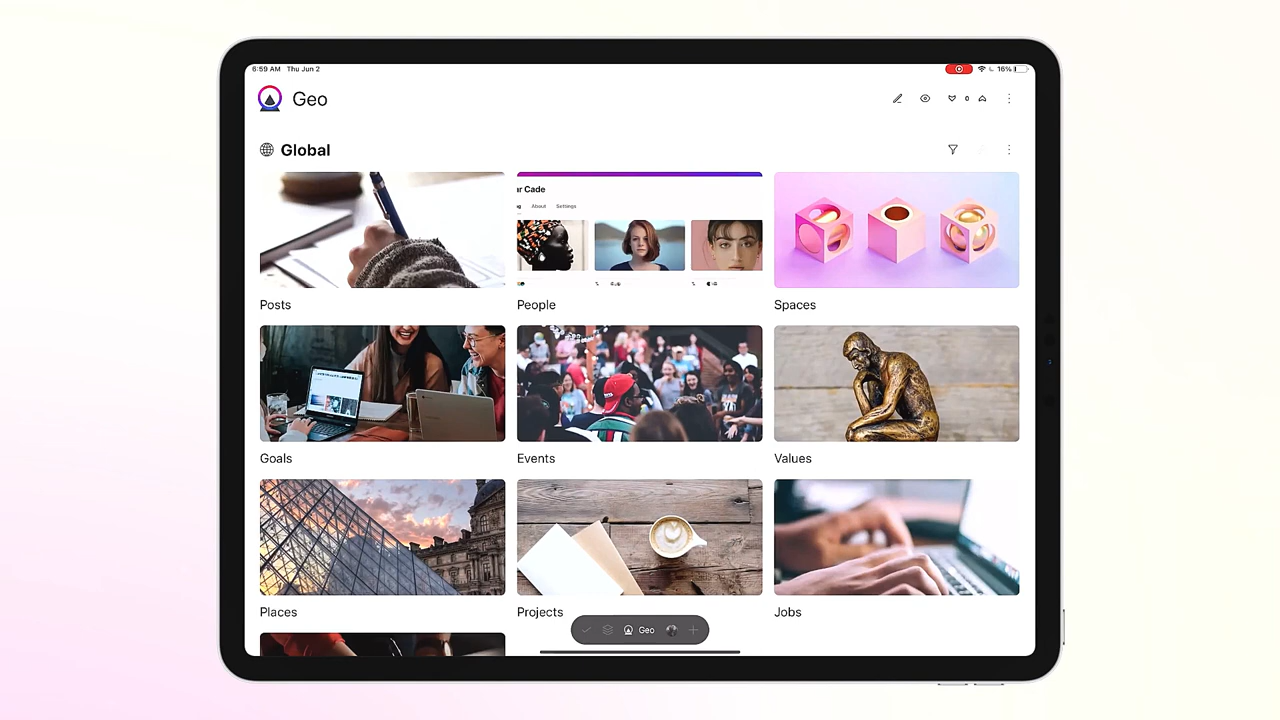 6:59 AM Thu Jun 2
16%
Geo
0
Global
r Cade
About Settings
Posts
People
Spaces
Goals
Events
Values
Places
Projects
Jobs
Geo